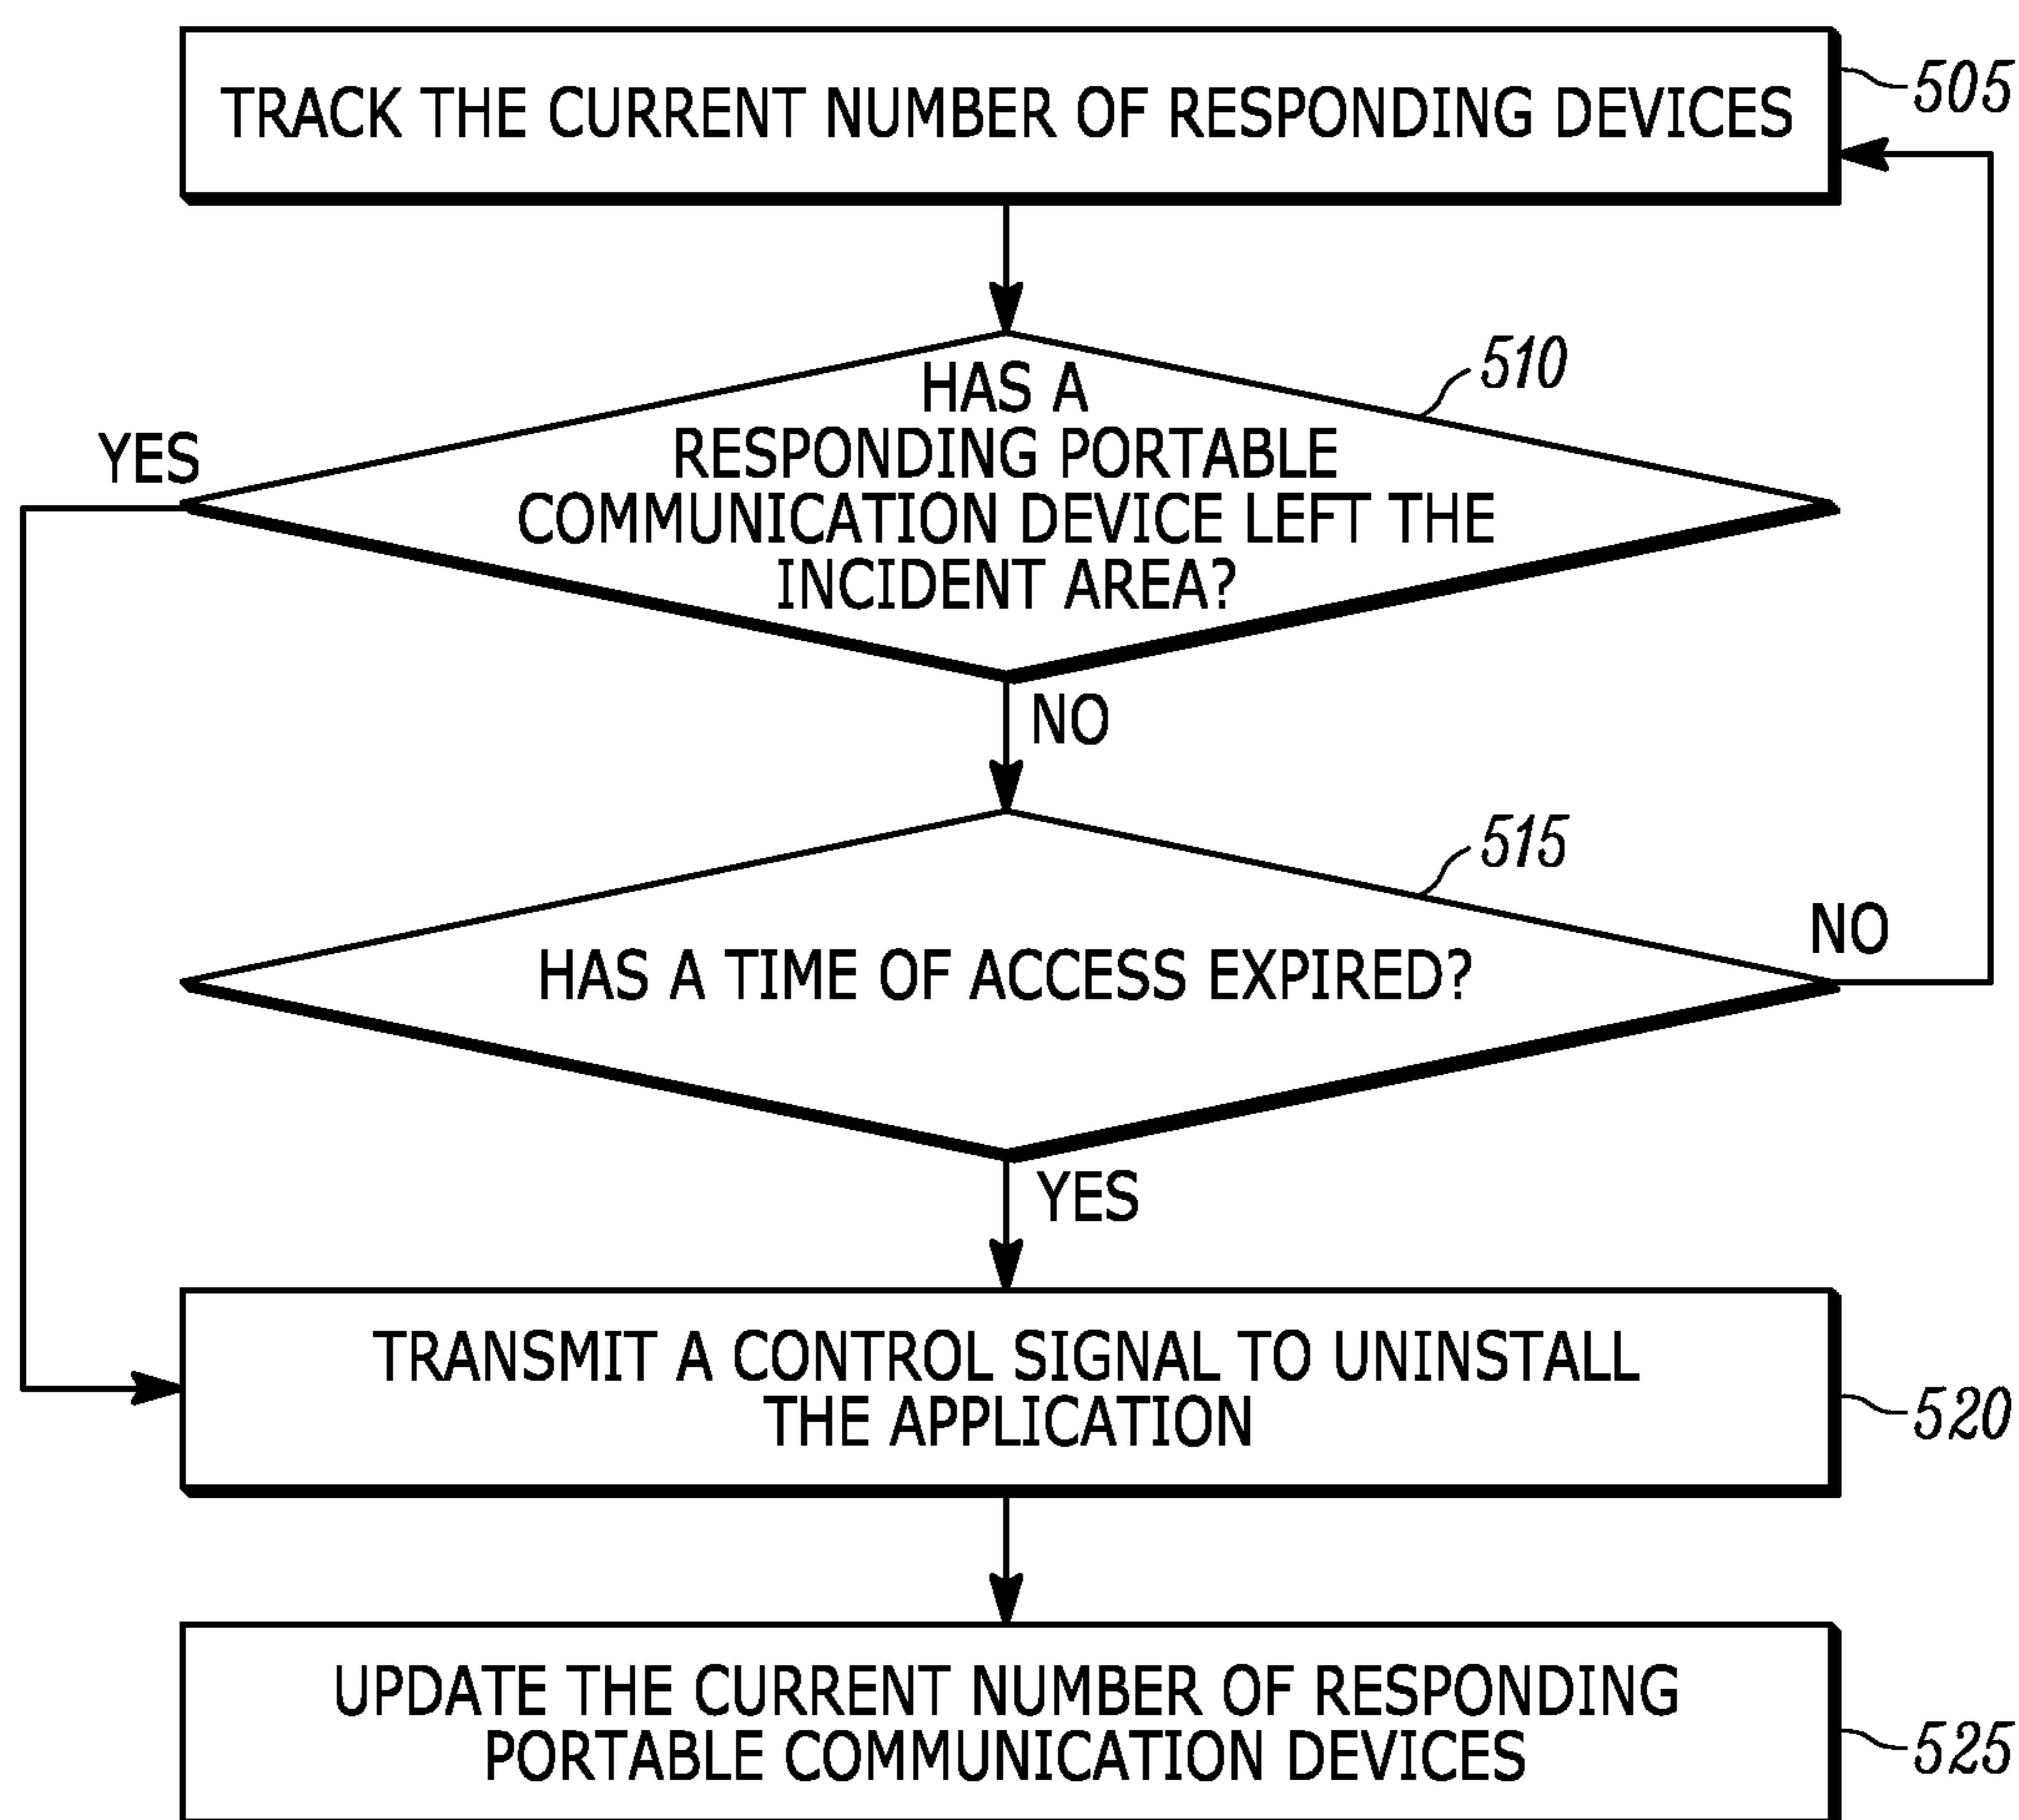 TRACK THE CURRENT NUMBER OF RESPONDING DEVICES
505
HAS A
RESPONDING PORTABLE
COMMUNICATION DEVICE LEFT THE
INCIDENT AREA?
510
YES
NO
HAS A TIME OF ACCESS EXPIRED?
515
NO
YES
TRANSMIT A CONTROL SIGNAL TO UNINSTALL
THE APPLICATION
520
UPDATE THE CURRENT NUMBER OF RESPONDING
PORTABLE COMMUNICATION DEVICES
525